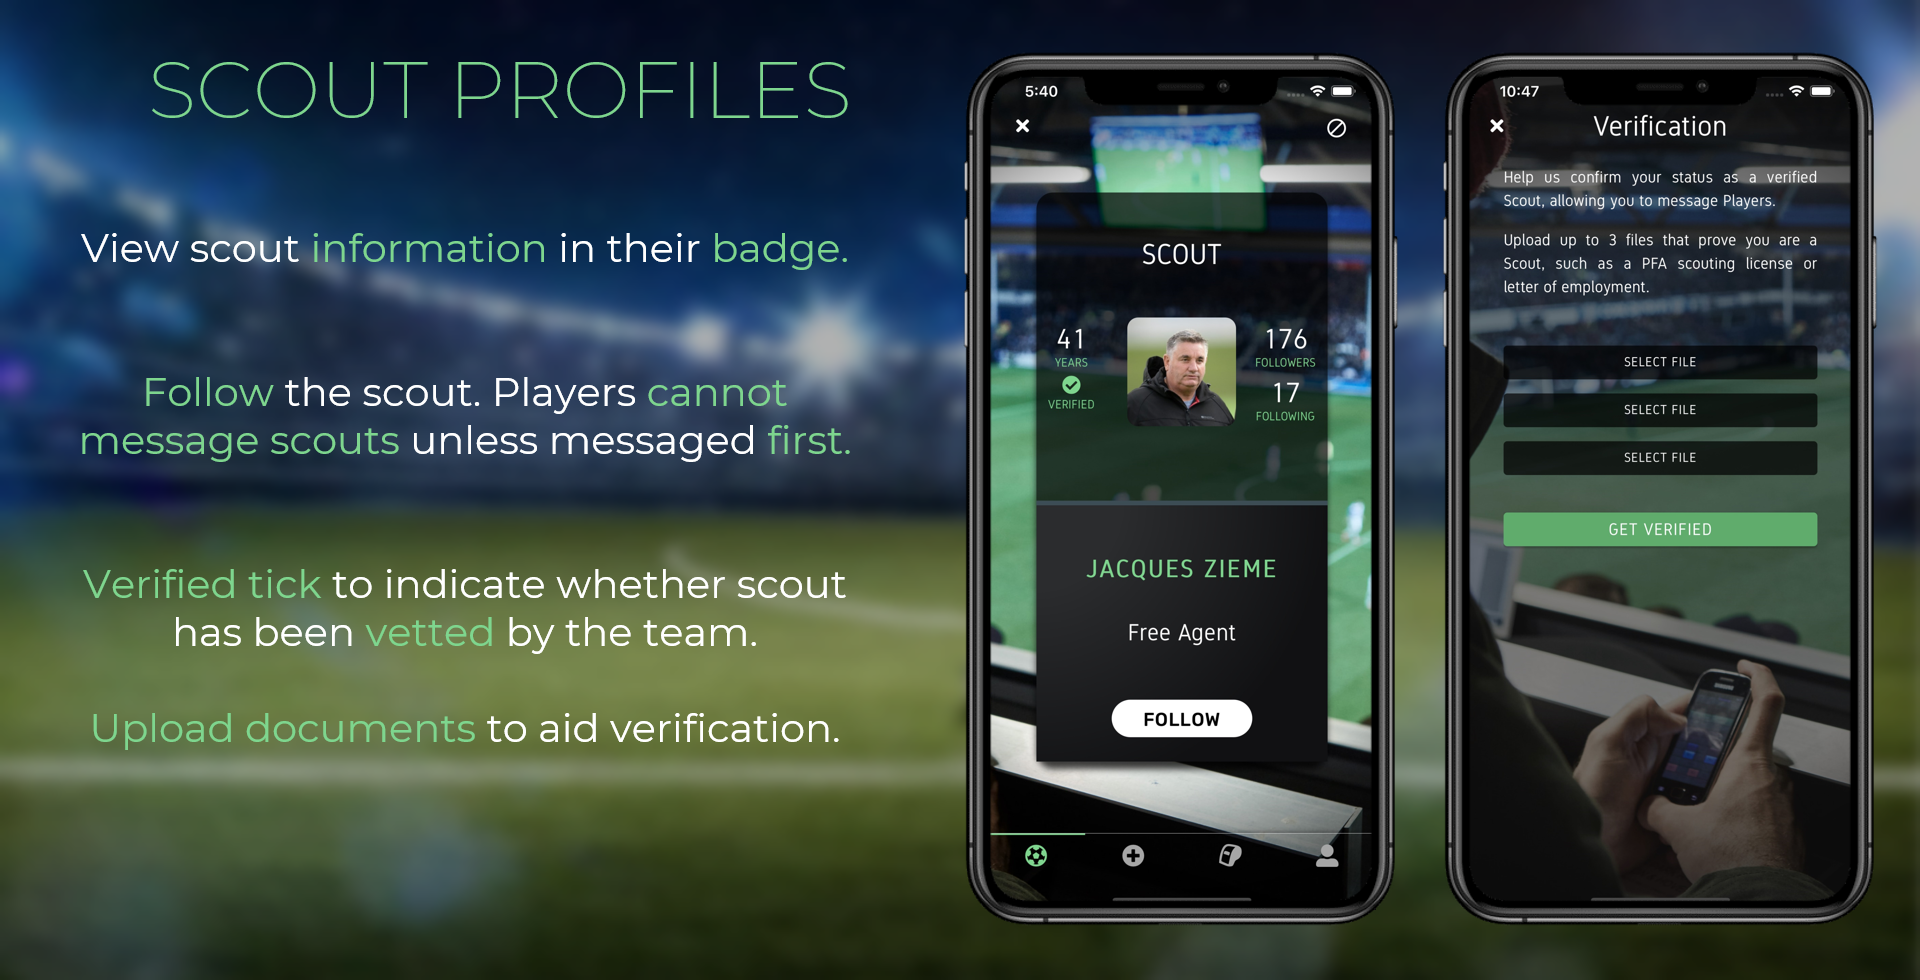 SCOUT PROFILES
View scout information in their badge.
Follow the scout. Players cannot
message scouts unless messaged first.
Verified tick to indicate whether scout
has been vetted by the team.
Upload documents to aid verification.
5:40
SCOUT
41
YEARS
VERIFIED
176
FOLLOWERS
17
FOLLOWING
JACQUES ZIEME
Free Agent
FOLLOW
10:47
Verification
Help us confirm your status as a verified
Scout, allowing you to message Players.
Upload up to 3 files that prove you are a
Scout, such as a PFA scouting license or
letter of employment.
SELECT FILE
SELECT FILE
SELECT FILE
GET VERIFIED